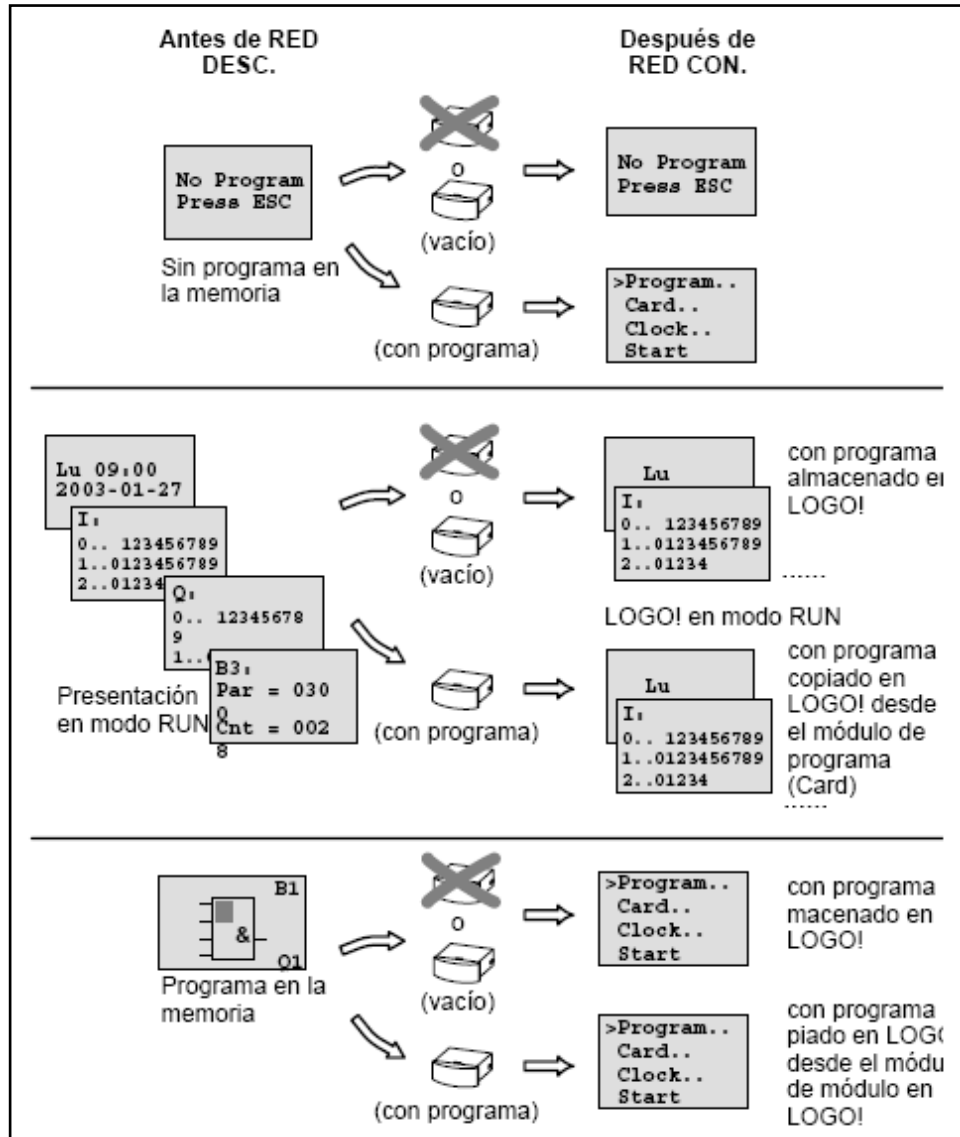 Antes de RED
DESC.
Después de
RED CON.
No Program
Press ESC
Sin programa en
la memoria
o
(vacío)
(con programa)
No Program
Press ESC
>Program..
Card..
Clock..
Start
Lu 09:00
2003-01-27
I:
0.. 123456789
1..0123456789
2..01234
Q:
0.. 12345678
9
1..
B3:
Par = 030
0
Cnt = 002
8
Presentación
en modo RUN
o
(vacío)
(con programa)
Lu
I:
0.. 123456789
1..0123456789
2..01234
con programa
almacenado en
LOGO!
......
LOGO! en modo RUN
Lu
I:
0.. 123456789
1..0123456789
2..01234
con programa
copiado en
LOGO! desde
el módulo de
programa
(Card)
......
B1
&
Q1
Programa en la
memoria
o
(vacío)
(con programa)
>Program..
Card..
Clock..
Start
con programa
macenado en
LOGO!
>Program..
Card..
Clock..
Start
con programa
piado en LOGO
desde el módu
de módulo en
LOGO!